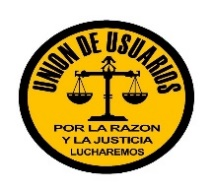 UNION DE USUARIOS
POR LA RAZON
Y LA JUSTICIA
LUCHAREMOS